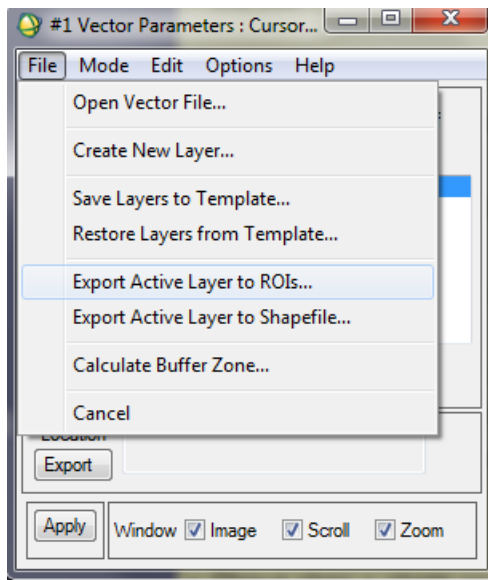 #1 Vector Parameters : Cursor...
File Mode Edit Options Help
Open Vector File...
Create New Layer...
Save Layers to Template...
Restore Layers from Template...
Export Active Layer to ROIs...
Export Active Layer to Shapefile...
Calculate Buffer Zone...
Cancel
Location
Export
Apply Window Image Scroll Zoom